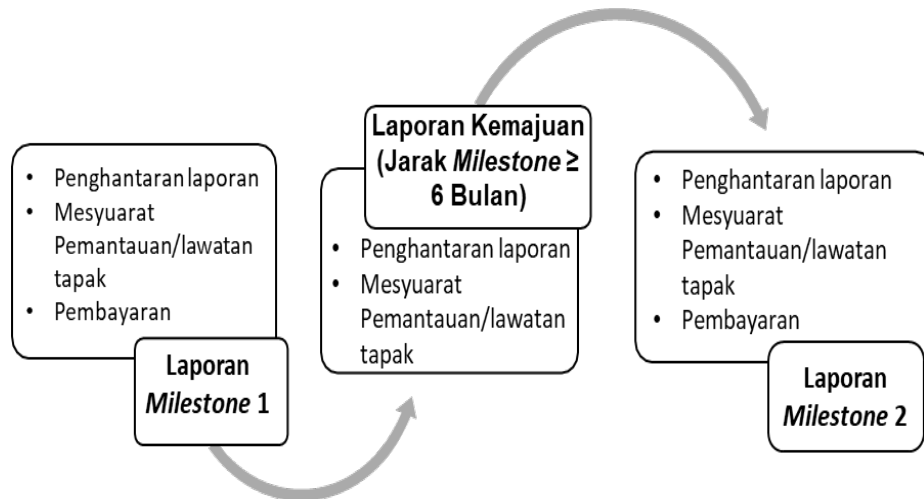 • Penghantaran laporan
• Mesyuarat
Pemantauan/lawatan
tapak
• Pembayaran
Laporan
Milestone 1
Laporan Kemajuan
(Jarak Milestone ≥
6 Bulan)
• Penghantaran laporan
• Mesyuarat
Pemantauan/lawatan
tapak
• Penghantaran laporan
• Mesyuarat
Pemantauan/lawatan
tapak
• Pembayaran
Laporan
Milestone 2